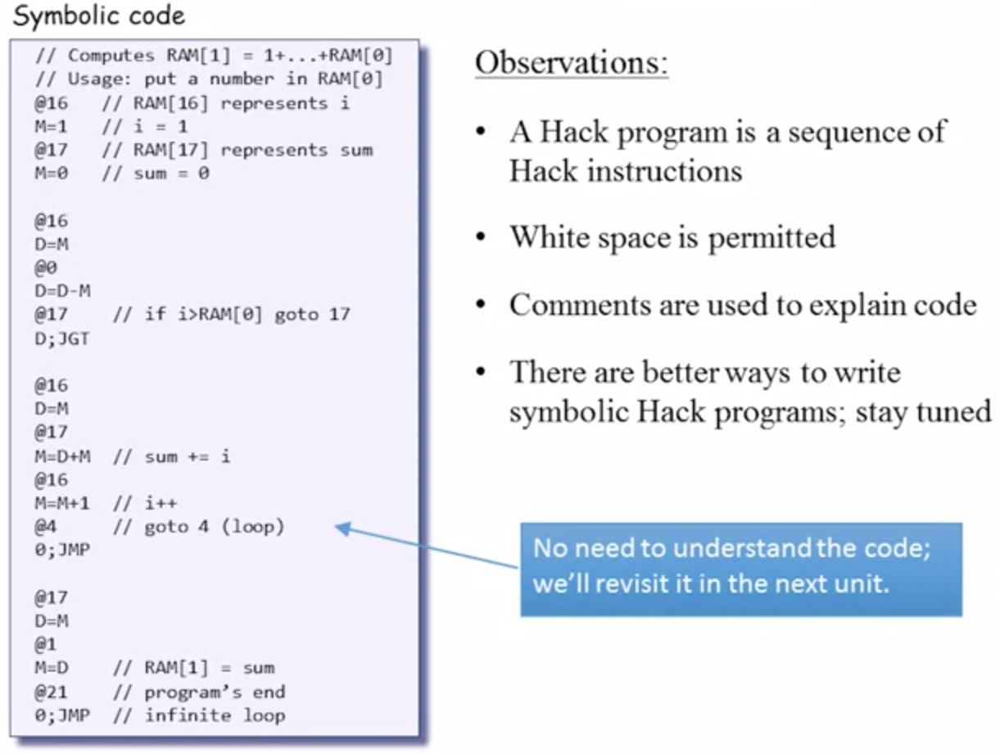 Symbolic code
// Computes RAM[1] = 1+...+RAM[0]
// Usage: put a number in RAM[0]
@16 // RAM[16] represents i
M=1 // i = 1
@17 // RAM[17] represents sum
M=0 // sum = 0
@16
D=M
@0
D=D-M
@17 // if i>RAM[0] goto 17
D;JGT
@16
D=M
@17
M=D+M // sum += i
@16
M=M+1 // i++
@4 // goto 4 (loop)
0;JMP
@17
D=M
@1
M=D // RAM[1] = sum
@21 // program’s end
0;JMP // infinite loop
Observations:
• A Hack program is a sequence of
Hack instructions
• White space is permitted
• Comments are used to explain code
• There are better ways to write
symbolic Hack programs; stay tuned
No need to understand the code;
we’ll revisit it in the next unit.